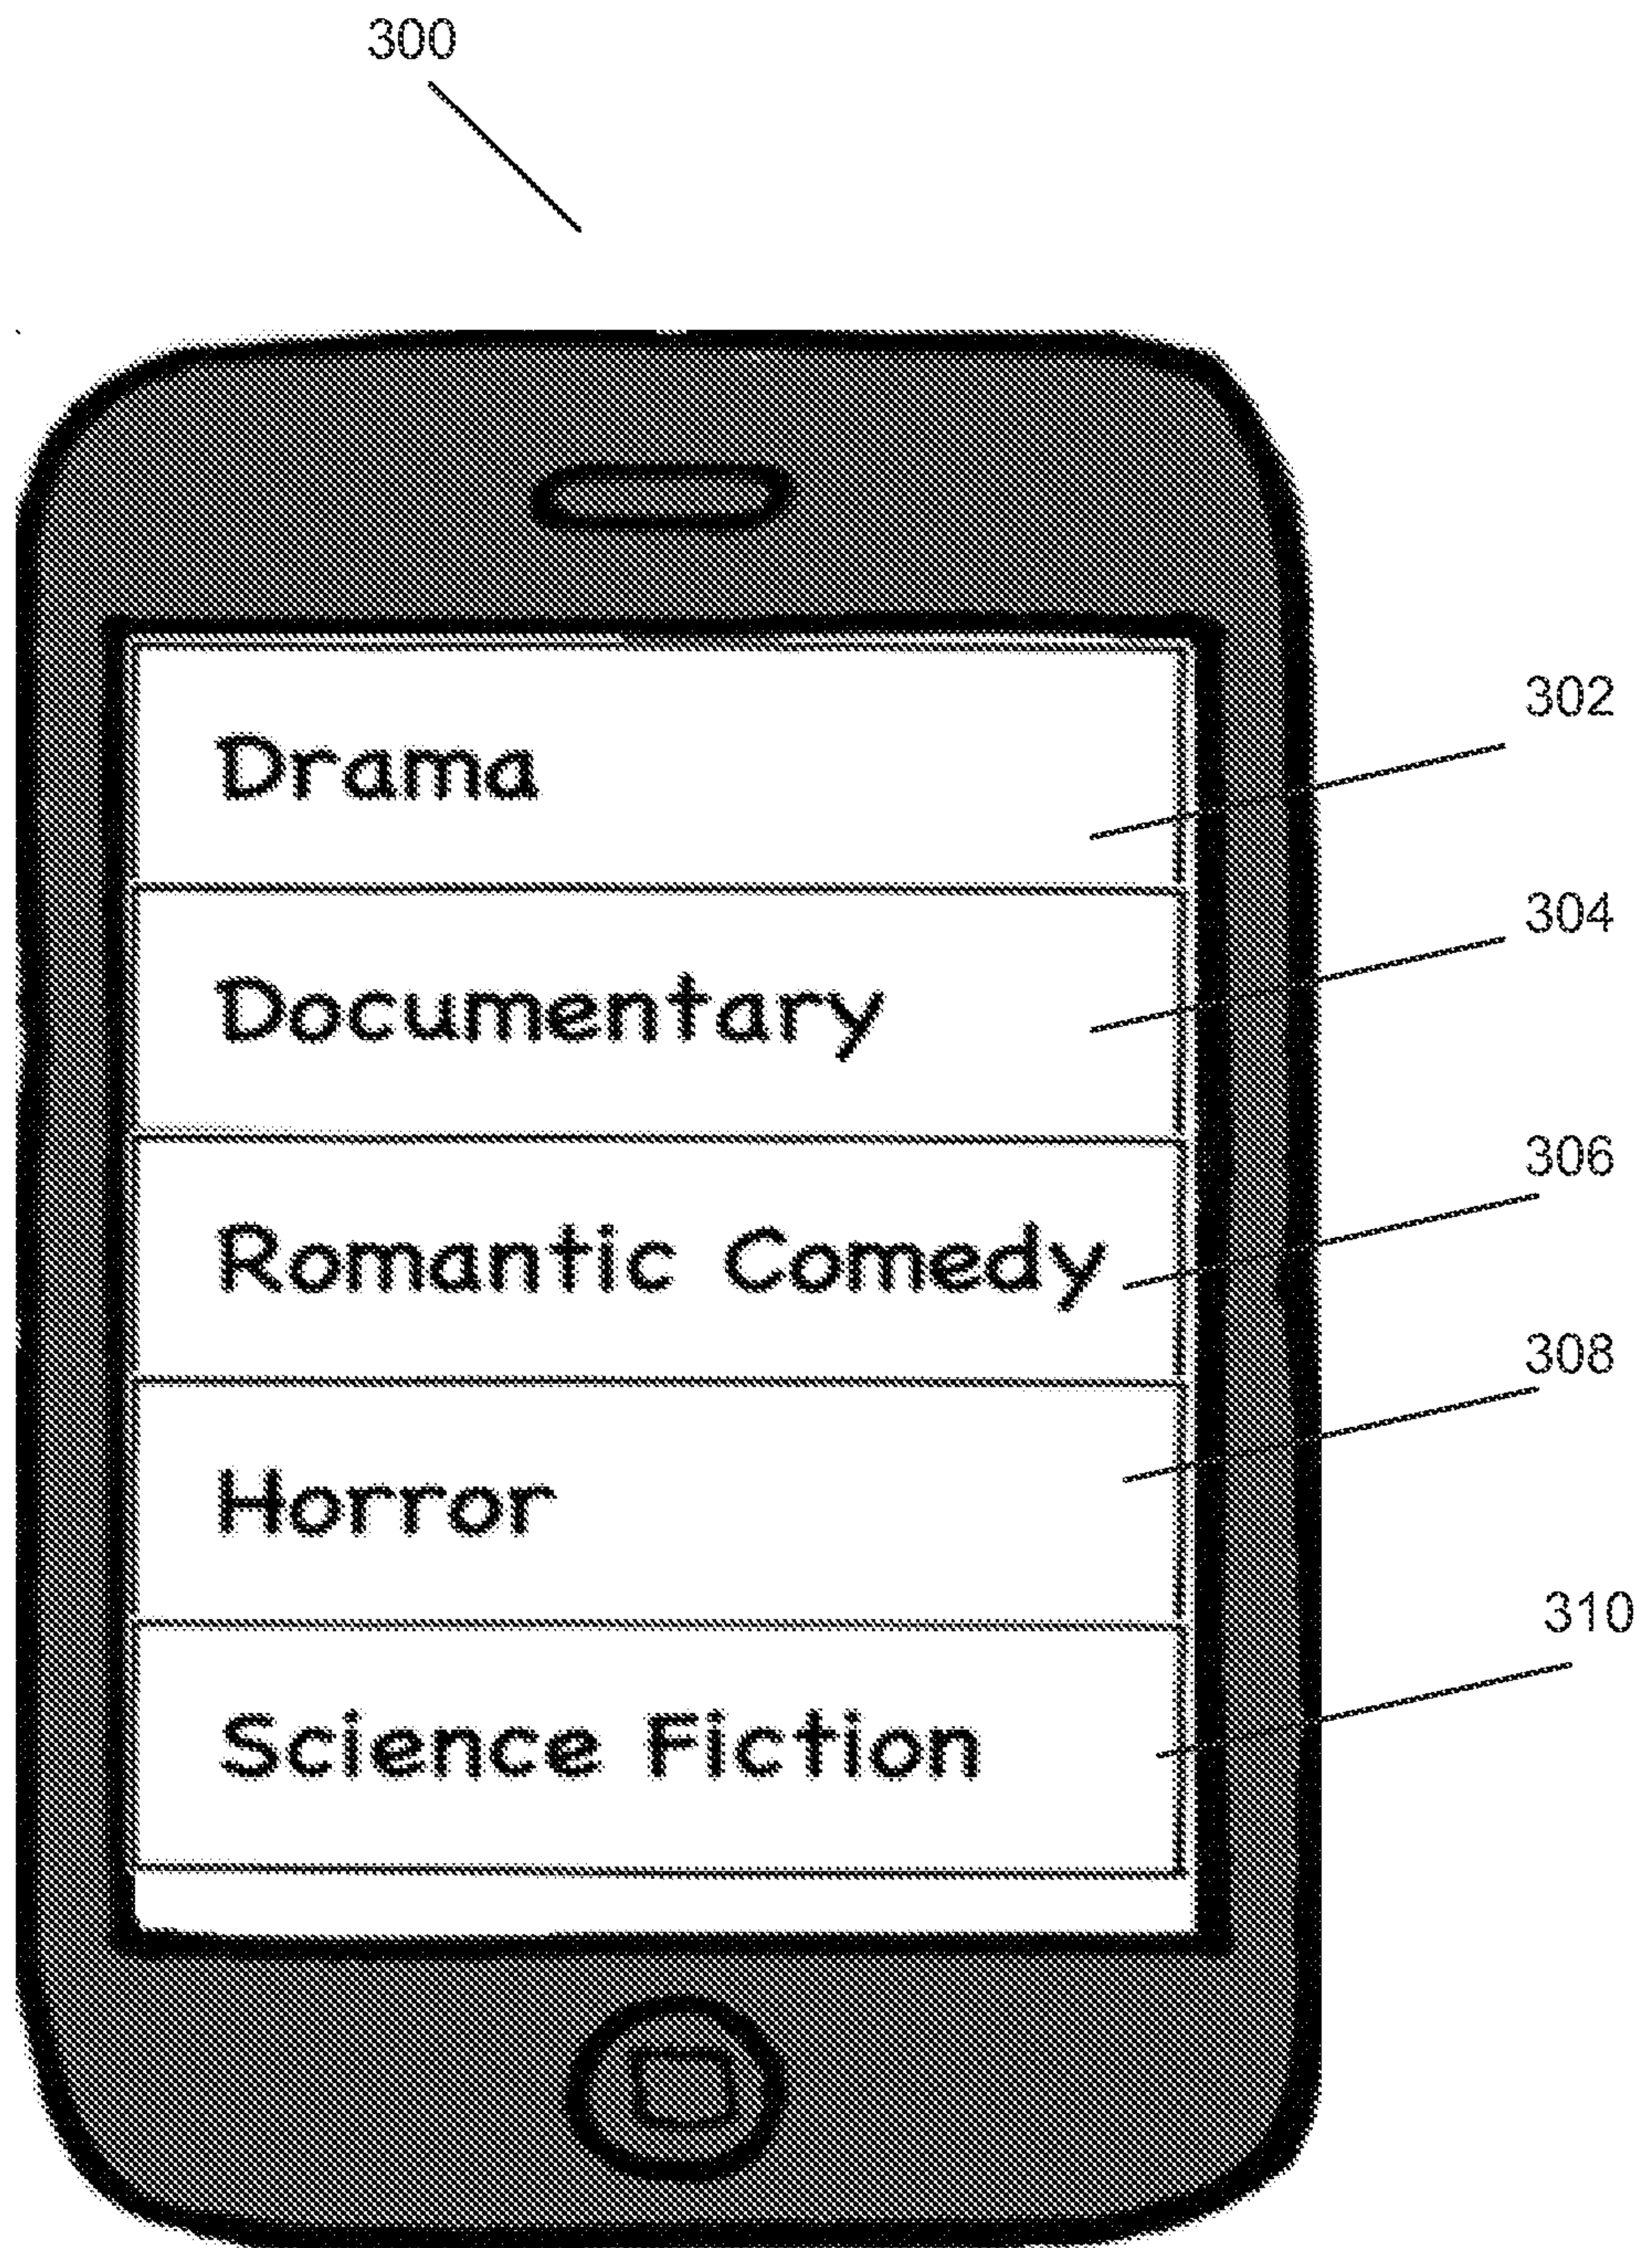 300
Drama
302
Documentary
304
Romantic Comedy
306
Horror
308
Science Fiction
310